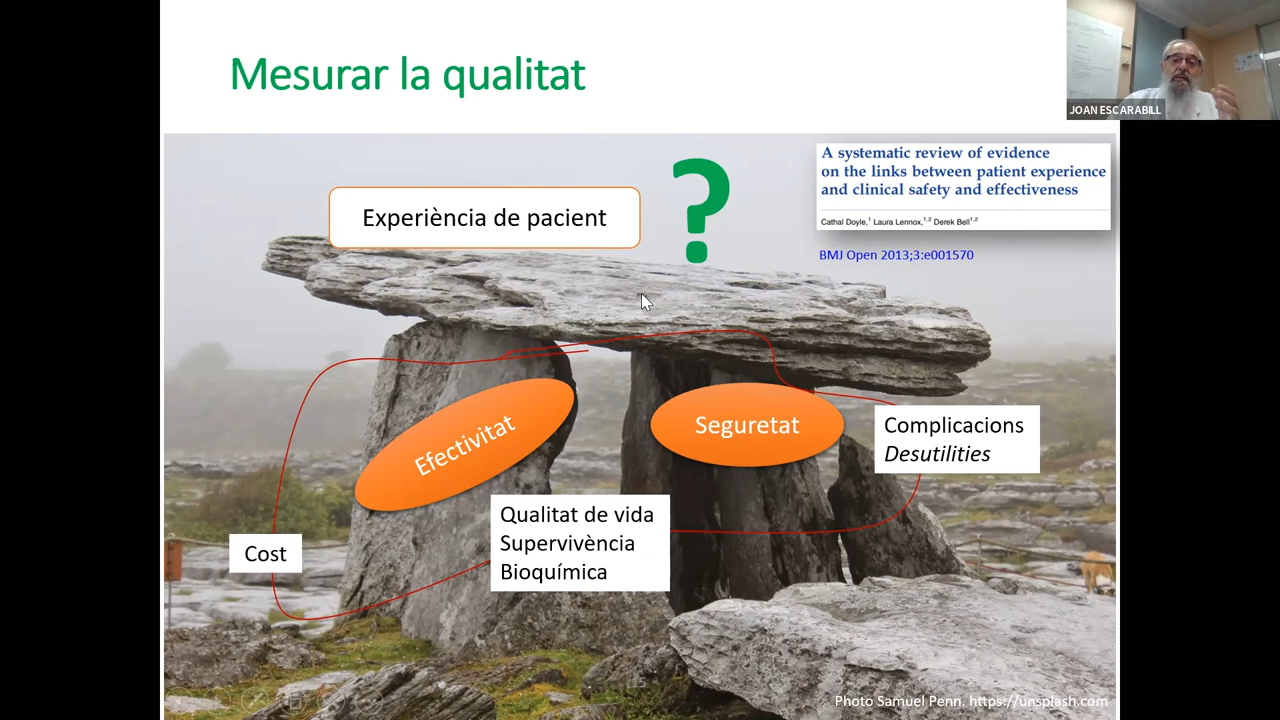 Mesurar la qualitat
JOAN ESCARABILL
A systematic review of evidence
on the links between patient experience
and clinical safety and effectiveness
Cathal Doyle,1 Laura Lennox,1,2 Derek Bell1,2
BMJ Open 2013;3:e001570
Experiència de pacient
?
Efectivitat
Seguretat
Complicacions
Desutilities
Qualitat de vida
Supervivència
Bioquímica
Cost
Photo Samuel Penn. https://unsplash.com